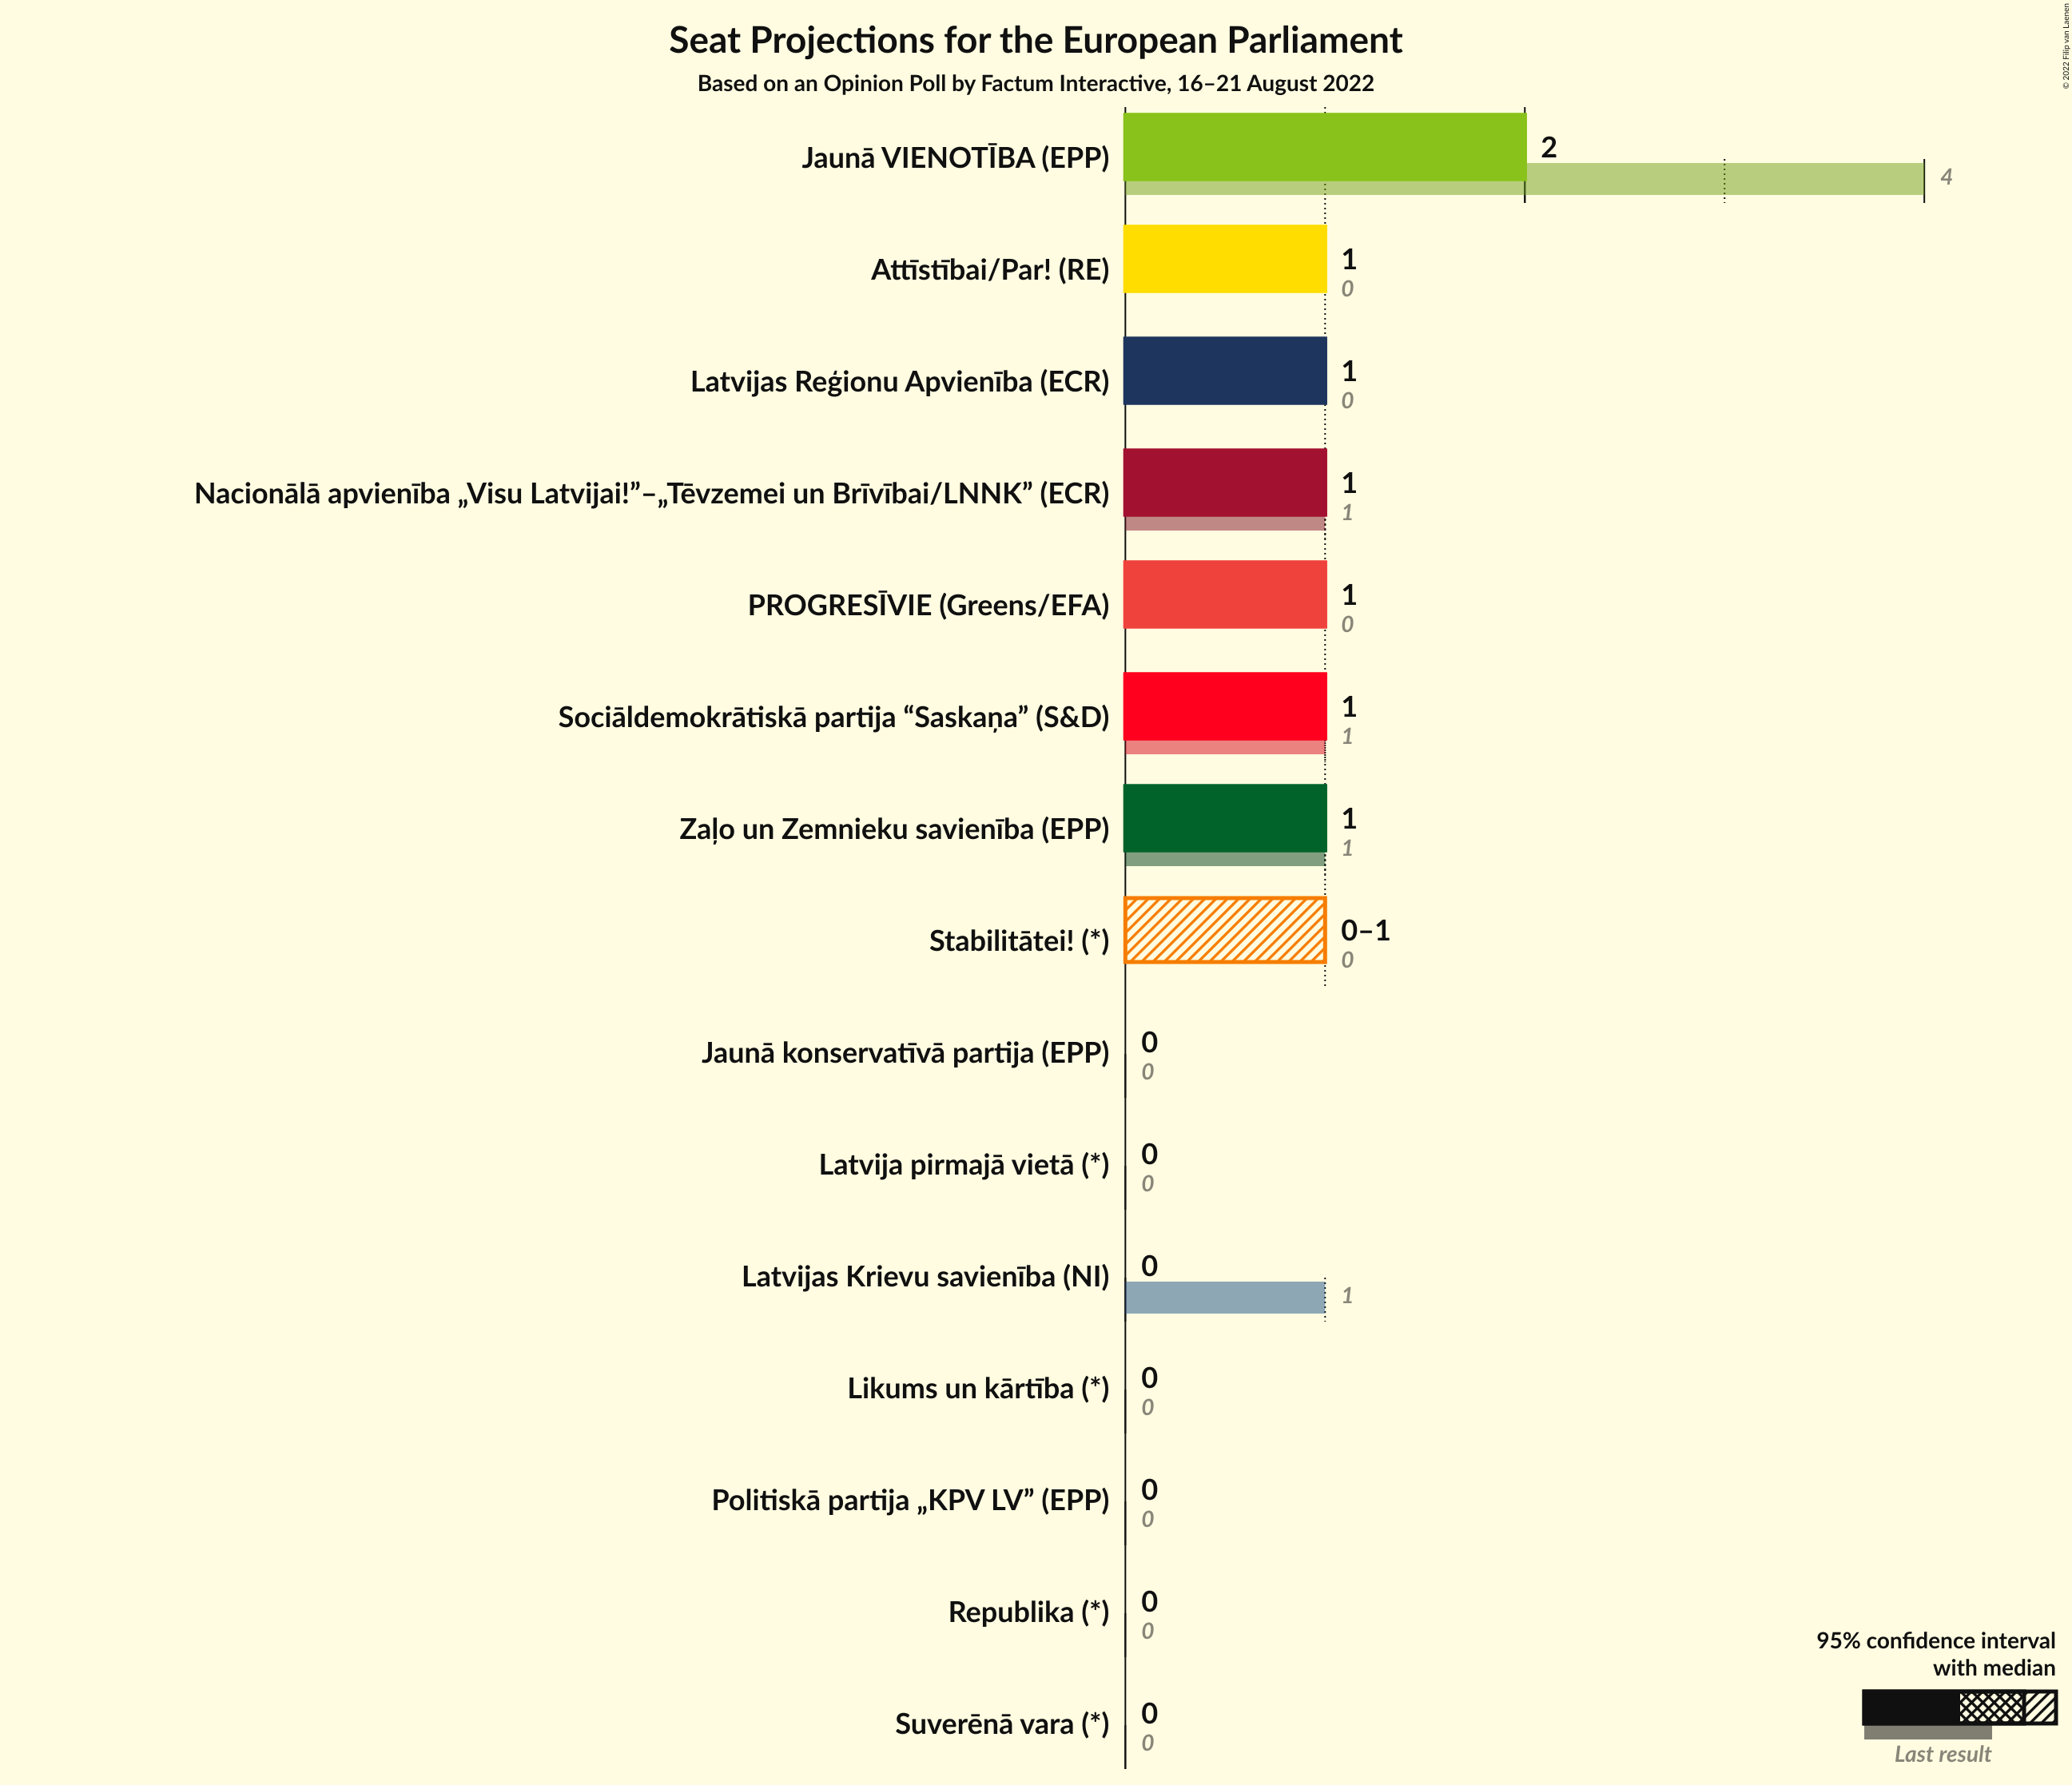 Seat Projections for the European Parliament
Based on an Opinion Poll by Factum Interactive, 16–21 August 2022
© 2022 Filip van Laenen
Jaunā VIENOTĪBA (EPP)
2
4
Attīstībai/Par! (RE)
1
0
Latvijas Reģionu Apvienība (ECR)
1
0
Nacionālā apvienība „Visu Latvijai!”–„Tēvzemei un Brīvībai/LNNK” (ECR)
1
1
PROGRESĪVIE (Greens/EFA)
1
0
Sociāldemokrātiskā partija “Saskaņa” (S&D)
1
1
Zaļo un Zemnieku savienība (EPP)
1
1
Stabilitātei! (*)
0–1
0
Jaunā konservatīvā partija (EPP)
0
0
Latvija pirmajā vietā (*)
0
0
Latvijas Krievu savienība (NI)
0
1
Likums un kārtība (*)
0
0
Politiskā partija „KPV LV” (EPP)
0
0
Republika (*)
0
0
Suverēnā vara (*)
0
0
95% confidence interval
with median
Last result